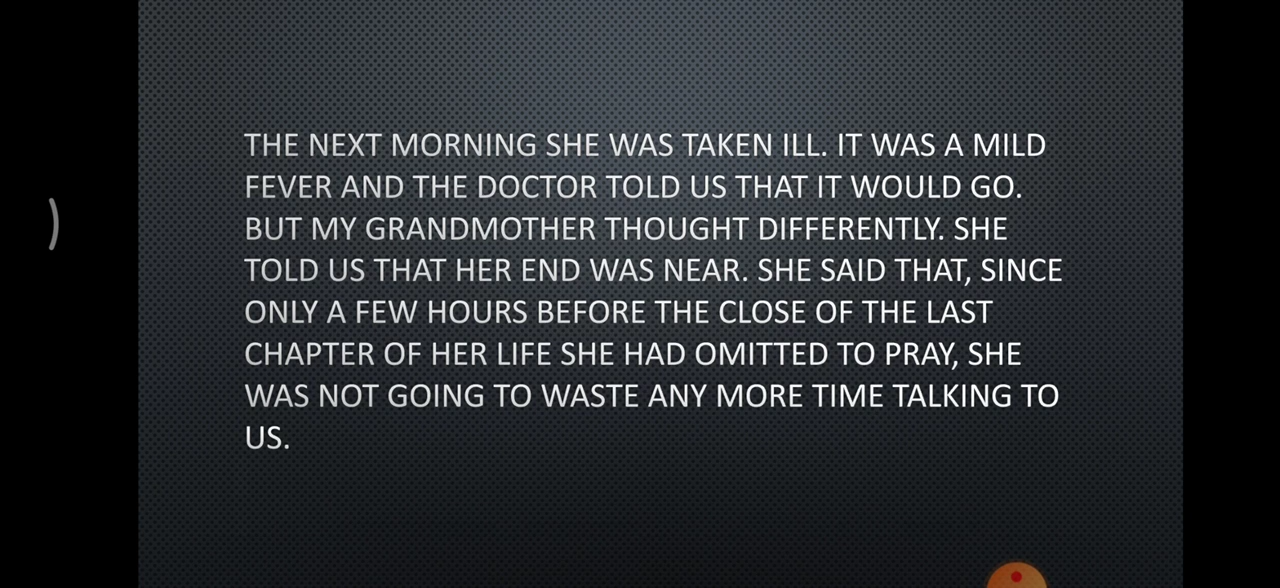 THE NEXT MORNING SHE WAS TAKEN ILL. IT WAS A MILD
FEVER AND THE DOCTOR TOLD US THAT IT WOULD GO.
BUT MY GRANDMOTHER THOUGHT DIFFERENTLY. SHE
TOLD US THAT HER END WAS NEAR. SHE SAID THAT, SINCE
ONLY A FEW HOURS BEFORE THE CLOSE OF THE LAST
CHAPTER OF HER LIFE SHE HAD OMITTED TO PRAY, SHE
WAS NOT GOING TO WASTE ANY MORE TIME TALKING TO
US.